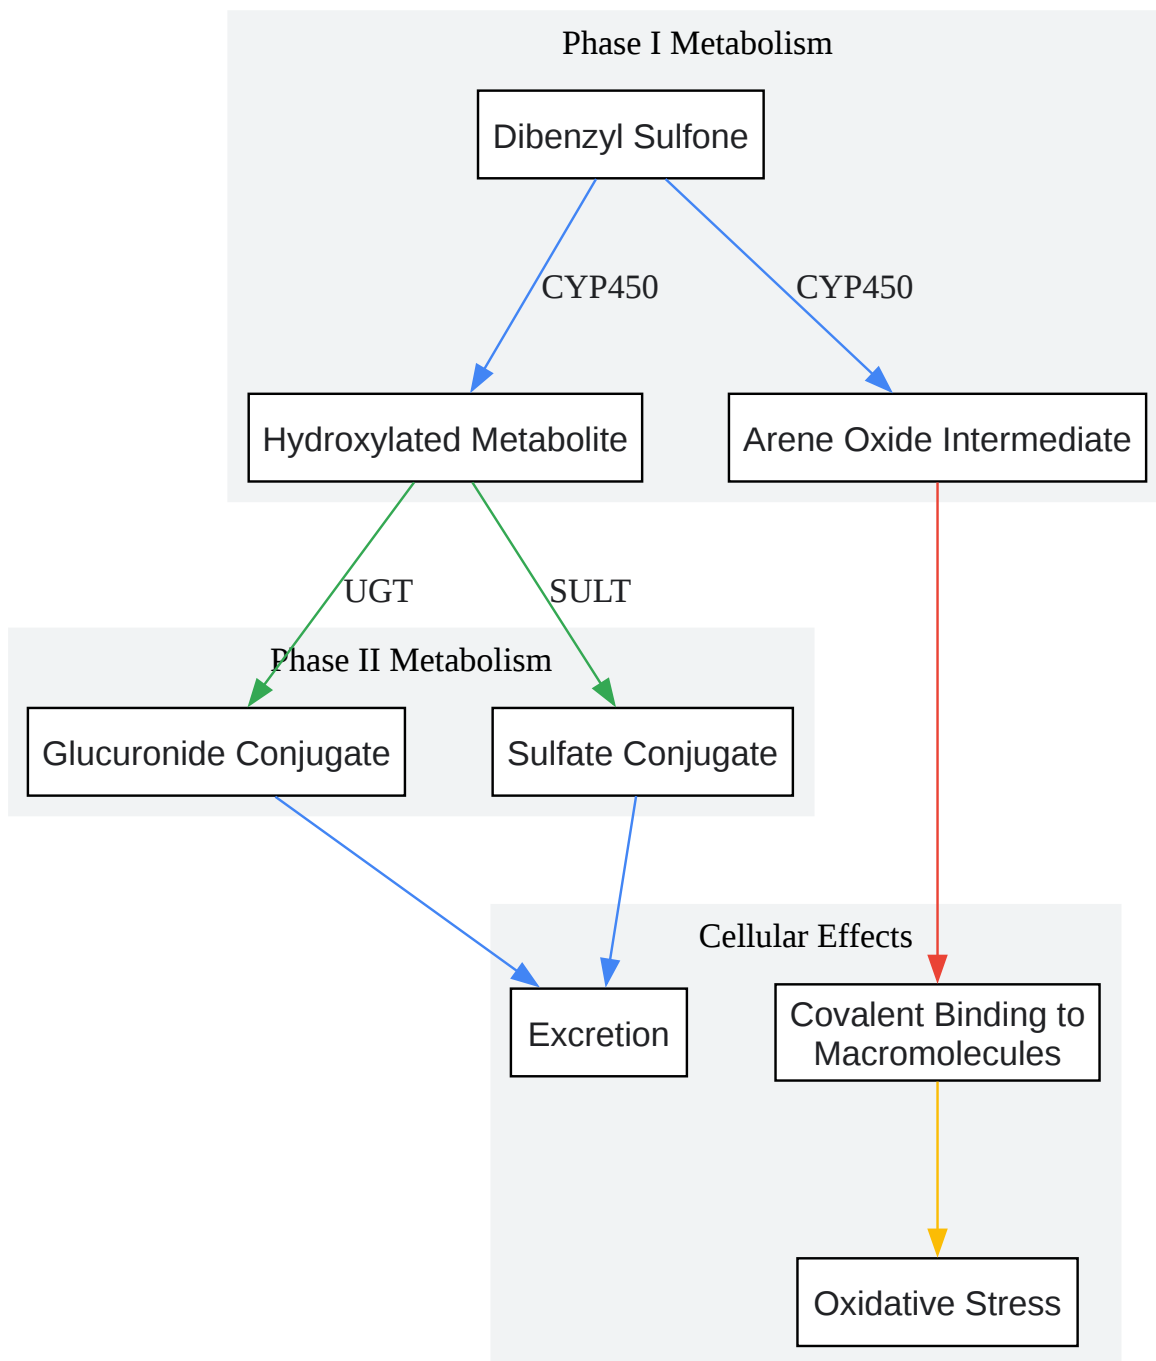 Phase I Metabolism
Dibenzyl Sulfone
CYP450
CYP450
Hydroxylated Metabolite
Arene Oxide Intermediate
UGT
SULT
Phase II Metabolism
Glucuronide Conjugate
Sulfate Conjugate
Cellular Effects
Excretion
Covalent Binding to
Macromolecules
Oxidative Stress